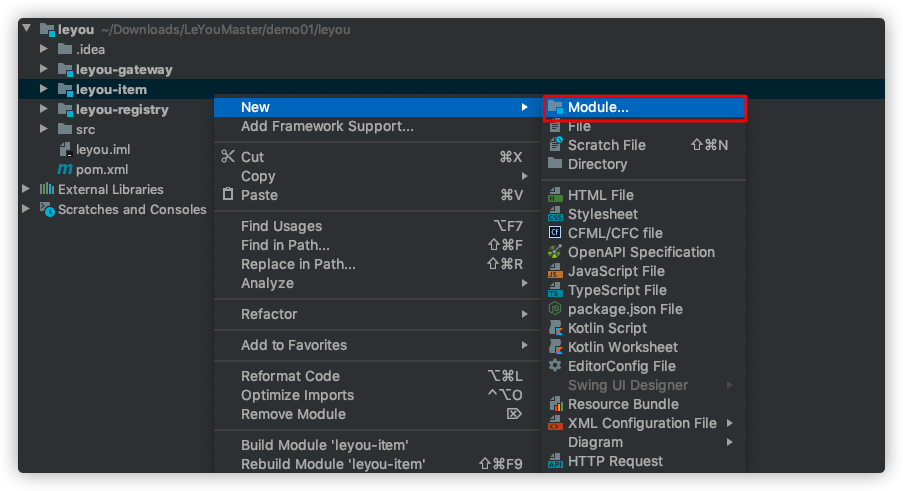 leyou ~/Downloads/LeYouMaster/demo01/leyou
.idea
leyou-gateway
leyou-item
leyou-registry
src
leyou.iml
pom.xml
External Libraries
Scratches and Consoles
New
Add Framework Support...
Cut ⌘X
Copy
Paste ⌘V
Find Usages ⌥F7
Find in Path... ⇧⌘F
Replace in Path... ⇧⌘R
Analyze
Refactor
Add to Favorites
Reformat Code ⌥⌘L
Optimize Imports ^⌥O
Remove Module ⌦
Build Module 'leyou-item'
Rebuild Module 'leyou-item' ⇧⌘F9
Module...
File
Scratch File ⇧⌘N
Directory
HTML File
Stylesheet
CFML/CFC file
OpenAPI Specification
JavaScript File
TypeScript File
package.json File
Kotlin Script
Kotlin Worksheet
EditorConfig File
Swing UI Designer
Resource Bundle
XML Configuration File
Diagram
HTTP Request